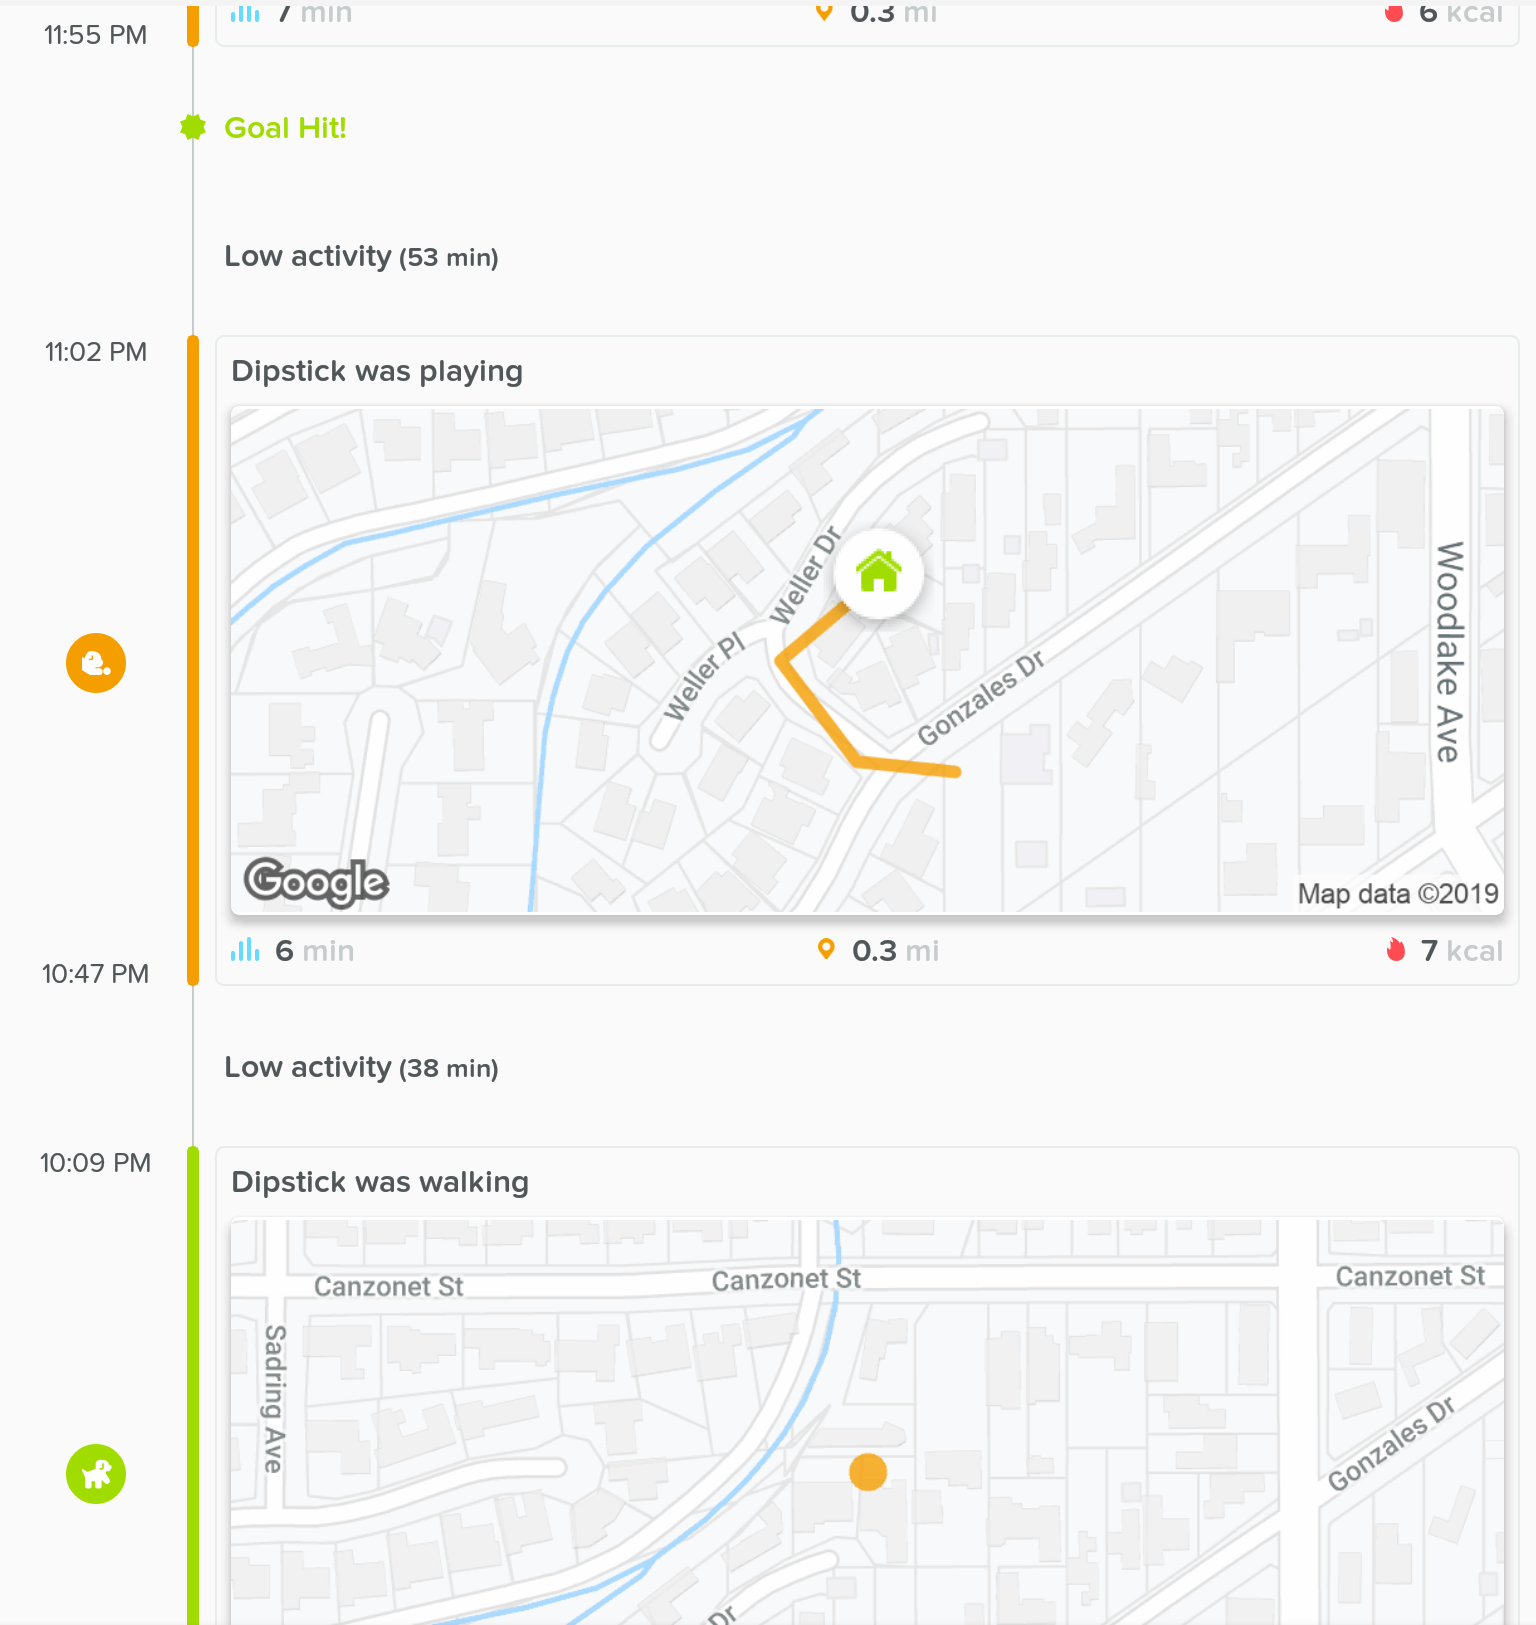 7 min 0.3 mi 6 kcal
11:55 PM
Goal Hit!
Low activity (53 min)
11:02 PM
Dipstick was playing
Weller Dr
Weller Pl
Gonzales Dr
Woodlake Ave
Google
Map data ©2019
6 min 0.3 mi 7 kcal
10:47 PM
Low activity (38 min)
10:09 PM
Dipstick was walking
Canzonet St
Canzonet St
Canzonet St
Sadring Ave
Gonzales Dr
Dr